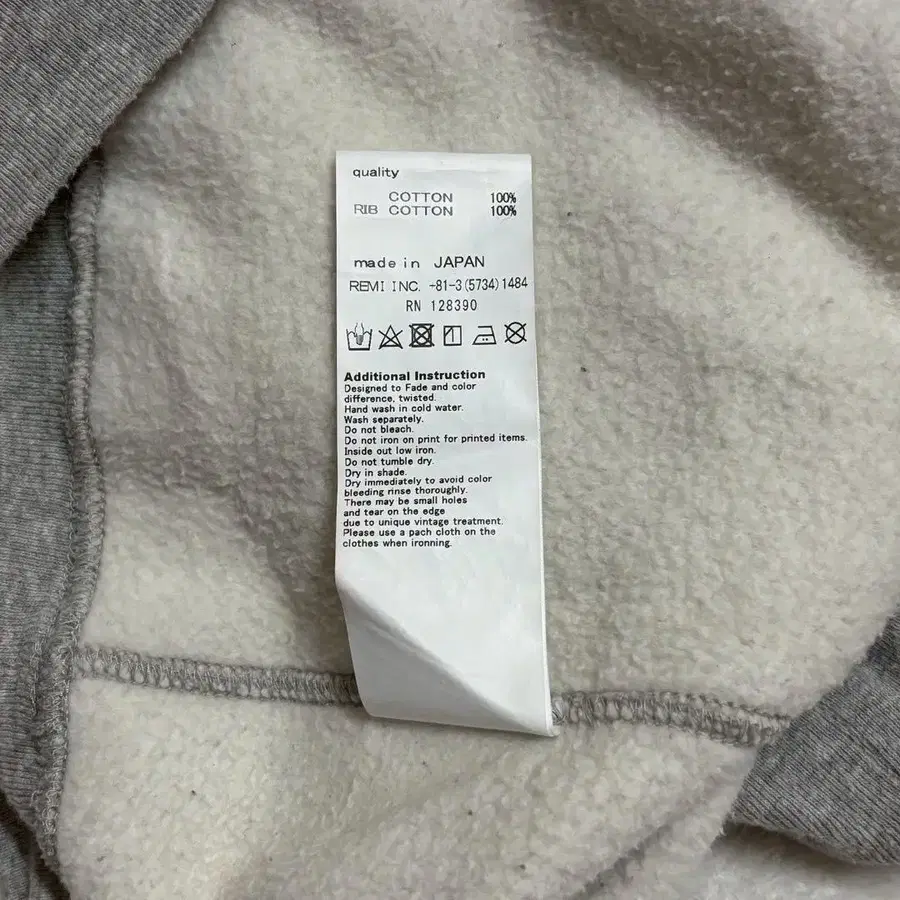 quality
COTTON 100%
RIB COTTON 100%
made in JAPAN
REMI INC. -81-3(5734)1484
RN 128390
Additional Instruction
Designed to Fade and color
difference, twisted.
Hand wash in cold water.
Wash separately.
Do not bleach.
Do not iron on print for printed items.
Inside out low iron.
Do not tumble dry.
Dry in shade.
Dry immediately to avoid color
bleeding rinse thoroughly.
There may be small holes
and tear on the edge
due to unique vintage treatment.
Please use a pach cloth on the
clothes when ironning.